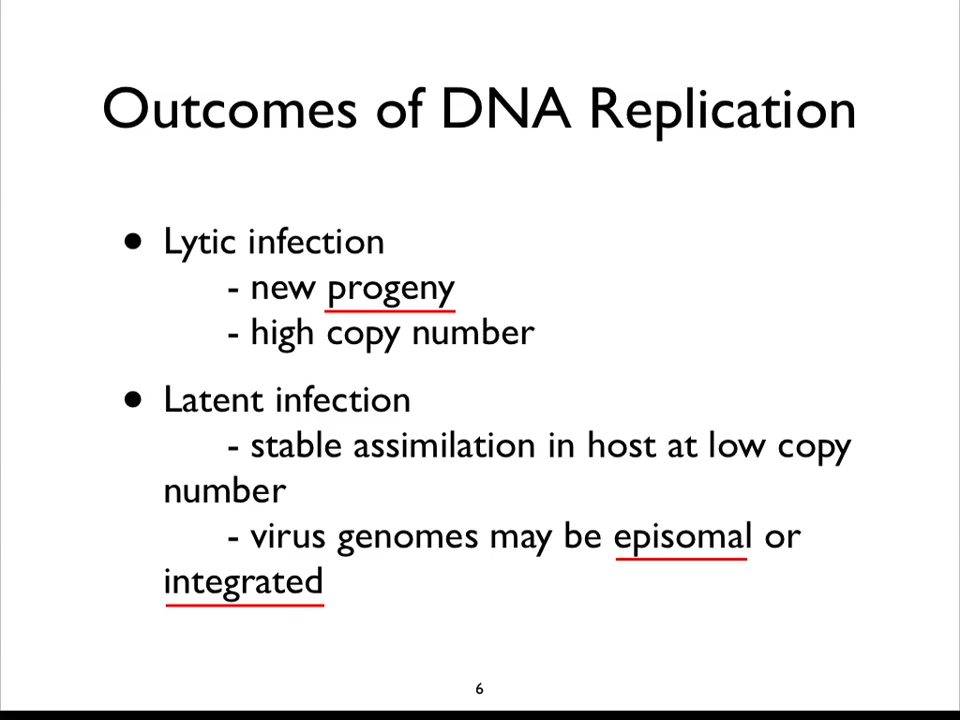 Outcomes of DNA Replication
• Lytic infection
- new progeny
- high copy number
• Latent infection
- stable assimilation in host at low copy
number
- virus genomes may be episomal or
integrated
6